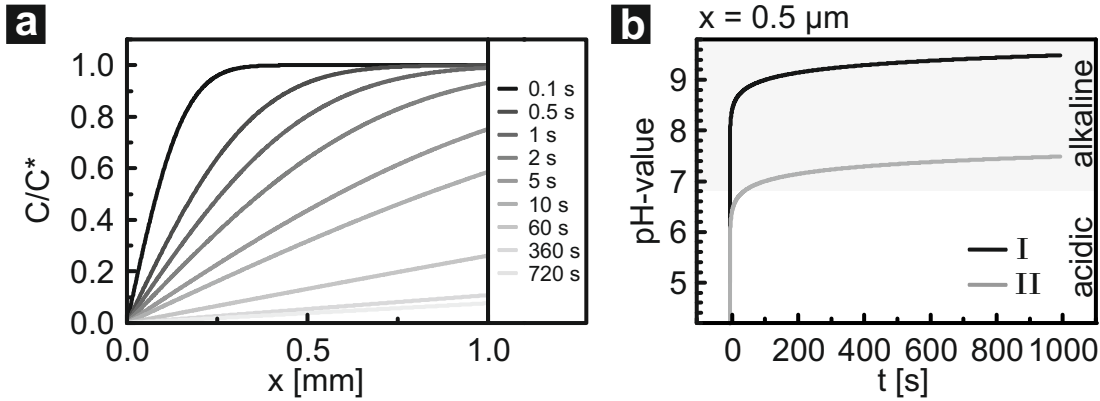 a
C/C*
1.0
0.8
0.6
0.4
0.2
0.0
0.0 0.5 1.0
x [mm]
0.1 s
0.5 s
1 s
2 s
5 s
10 s
60 s
360 s
720 s
b
x = 0.5 µm
pH-value
9
8
7
6
5
0 200 400 600 800 1000
t [s]
alkaline
acidic
I
II